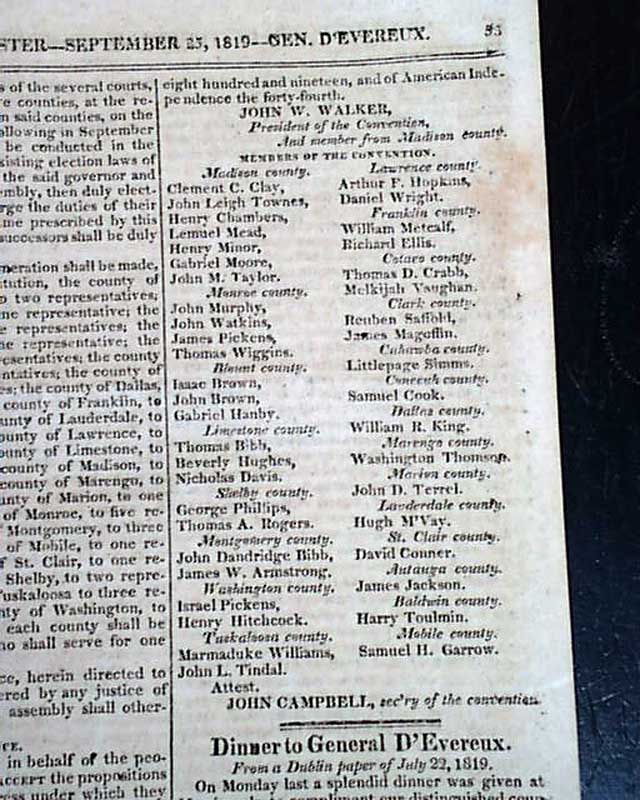 STER—SEPTEMBER 25, 1819—GEN. D'EVEREUX. 35
s of the several courts,
e counties, at the re-
n said counties, on the
ollowing in September
be conducted in the
isting election laws of
the said governor and
mbly, then duly elect-
rge the duties of their
me prescribed by this
successors shall be duly
neration shall be made,
titution, the county of
o two representatives;
ne representative; the
e representatives; the
ne representative; the
resentatives; the county
ntatives; the county of
es; the county of Dallas,
county of Franklin, to
unty of Lauderdale, to
ounty of Lawrence, to
ounty of Limestone, to
county of Madison, to
county of Marengo, to
unty of Marion, to one
of Monroe, to five re-
Montgomery, to three
of Mobile, to one re-
f St. Clair, to one re-
Shelby, to two repre-
Tuskaloosa to three re-
nty of Washington, to
each county shall be
no shall serve for one
ce, herein directed to
ered by any justice of
assembly shall other-
CE.
in behalf of the peo-
ACCEPT the propositions
ess under which they
eight hundred and nineteen, and of American Inde-
pendence the forty-fourth.
JOHN W. WALKER,
President of the Convention,
And member from Madison county.
MEMBERS OF THE CONVENTION.
Madison county.
Clement C. Clay,
John Leigh Townes,
Henry Chambers,
Lemuel Mead,
Henry Minor,
Gabriel Moore,
John M. Taylor.
Monroe county.
John Murphy,
John Watkins,
James Pickens,
Thomas Wiggins.
Blount county.
Isaac Brown,
John Brown,
Gabriel Hanby.
Limestone county.
Thomas Bibb,
Beverly Hughes,
Nicholas Davis.
Shelby county.
George Phillips,
Thomas A. Rogers.
Montgomery county.
John Dandridge Bibb,
James W. Armstrong.
Washington county.
Israel Pickens,
Henry Hitchcock.
Tuskaloosa county.
Marmaduke Williams,
John L. Tindal.
Lawrence county.
Arthur F. Hopkins,
Daniel Wright.
Franklin county.
William Metcalf,
Richard Ellis.
Cotaco county.
Thomas D. Crabb,
Melkijah Vaughan.
Clark county.
Reuben Saffold,
James Magoffin.
Cahawba county.
Littlepage Simms.
Conecuh county.
Samuel Cook.
Dallas county.
William R. King.
Marengo county.
Washington Thomson.
Marion county.
John D. Terrel.
Lauderdale county.
Hugh M'Vay.
St. Clair county.
David Conner.
Autauga county.
James Jackson.
Baldwin county.
Harry Toulmin.
Mobile county.
Samuel H. Garrow.
Attest.
JOHN CAMPBELL, sec'ry of the convention.
Dinner to General D'Evereux.
From a Dublin paper of July 22, 1819.
On Monday last a splendid dinner was given at